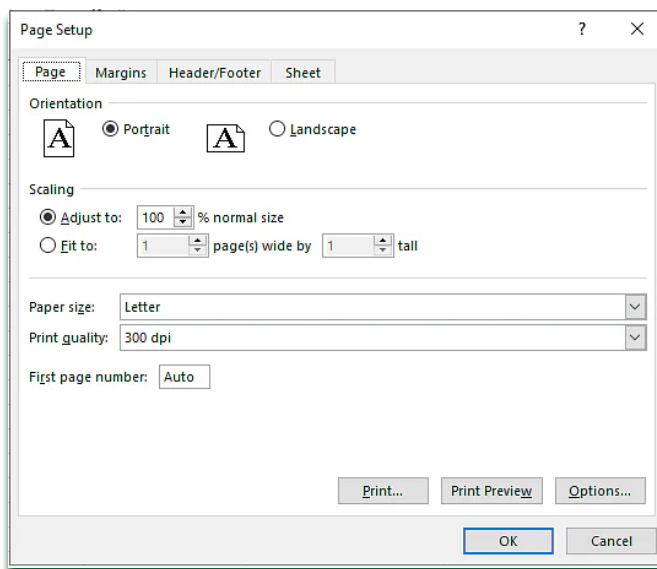 Page Setup ? ×
Page Margins Header/Footer Sheet
Orientation
A Portrait A Landscape
Scaling
Adjust to: 100 % normal size
Fit to: 1 page(s) wide by 1 tall
Paper size: Letter
Print quality: 300 dpi
First page number: Auto
Print... Print Preview Options...
OK Cancel